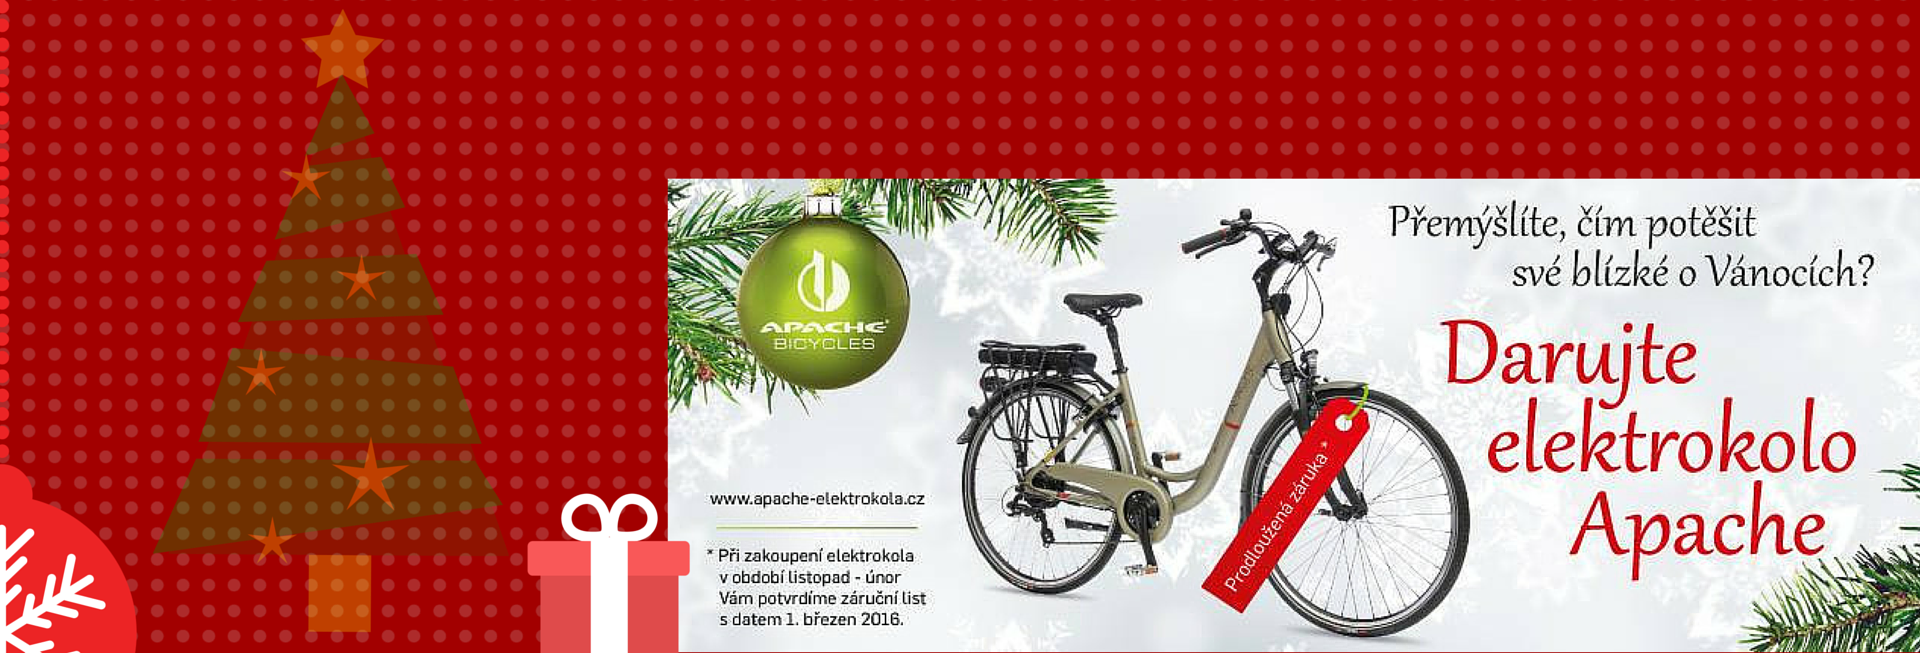 APACHE®
BICYCLES
Přemýšlíte, čím potěšit
své blízké o Vánocích?
Darujte
elektrokolo
Apache
Prodloužená záruka *
www.apache-elektrokola.cz
* Při zakoupení elektrokola
v období listopad - únor
Vám potvrdíme záruční list
s datem 1. březen 2016.